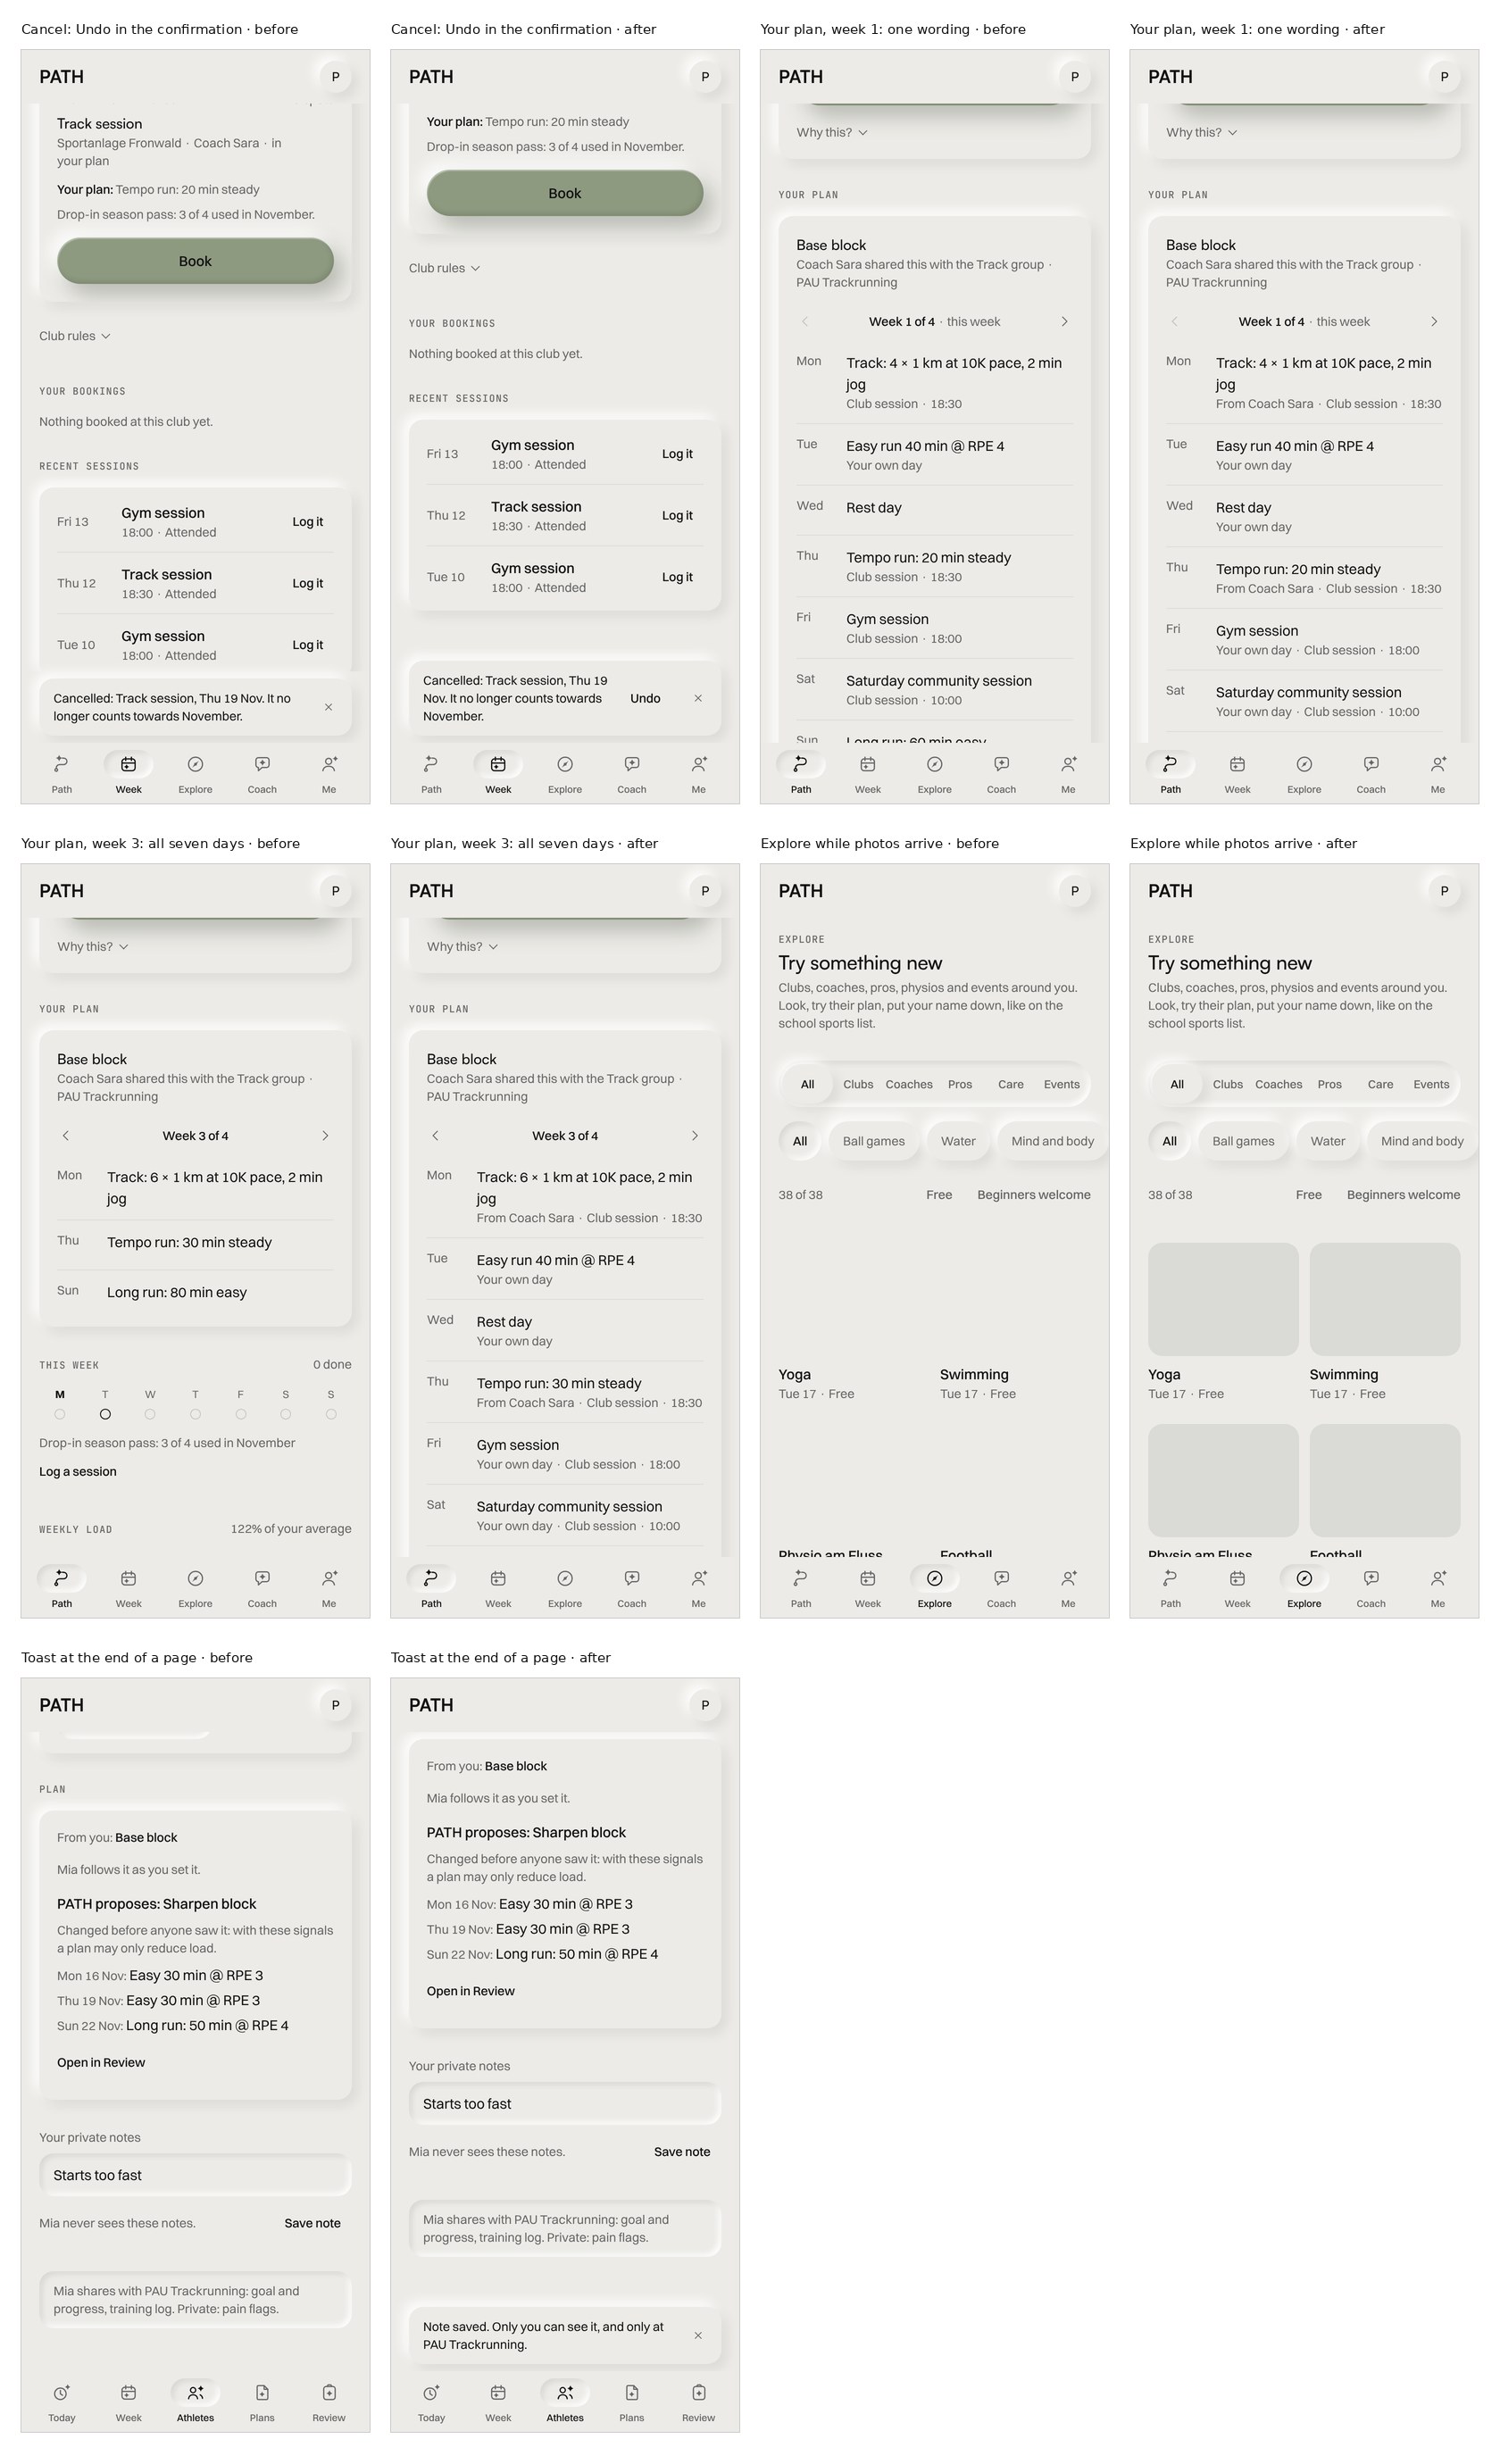 Cancel: Undo in the confirmation · before
PATH
P
Track session
Sportanlage Fronwald · Coach Sara · in
your plan
Your plan: Tempo run: 20 min steady
Drop-in season pass: 3 of 4 used in November.
Book
Club rules
YOUR BOOKINGS
Nothing booked at this club yet.
RECENT SESSIONS
Fri 13
Gym session
18:00 · Attended
Log it
Thu 12
Track session
18:30 · Attended
Log it
Tue 10
Gym session
18:00 · Attended
Log it
Cancelled: Track session, Thu 19 Nov. It no
longer counts towards November.
×
Path
Week
Explore
Coach
Me
Cancel: Undo in the confirmation · after
PATH
P
Your plan: Tempo run: 20 min steady
Drop-in season pass: 3 of 4 used in November.
Book
Club rules
YOUR BOOKINGS
Nothing booked at this club yet.
RECENT SESSIONS
Fri 13
Gym session
18:00 · Attended
Log it
Thu 12
Track session
18:30 · Attended
Log it
Tue 10
Gym session
18:00 · Attended
Log it
Cancelled: Track session, Thu 19
Nov. It no longer counts towards
November.
Undo
×
Path
Week
Explore
Coach
Me
Your plan, week 1: one wording · before
PATH
P
Why this?
YOUR PLAN
Base block
Coach Sara shared this with the Track group ·
PAU Trackrunning
Week 1 of 4 · this week
Mon
Track: 4 × 1 km at 10K pace, 2 min
jog
Club session · 18:30
Tue
Easy run 40 min @ RPE 4
Your own day
Wed
Rest day
Thu
Tempo run: 20 min steady
Club session · 18:30
Fri
Gym session
Club session · 18:00
Sat
Saturday community session
Club session · 10:00
Sun
Long run: 60 min easy
Path
Week
Explore
Coach
Me
Your plan, week 1: one wording · after
PATH
P
Why this?
YOUR PLAN
Base block
Coach Sara shared this with the Track group ·
PAU Trackrunning
Week 1 of 4 · this week
Mon
Track: 4 × 1 km at 10K pace, 2 min
jog
From Coach Sara · Club session · 18:30
Tue
Easy run 40 min @ RPE 4
Your own day
Wed
Rest day
Your own day
Thu
Tempo run: 20 min steady
From Coach Sara · Club session · 18:30
Fri
Gym session
Your own day · Club session · 18:00
Sat
Saturday community session
Your own day · Club session · 10:00
Path
Week
Explore
Coach
Me
Your plan, week 3: all seven days · before
PATH
P
Why this?
YOUR PLAN
Base block
Coach Sara shared this with the Track group ·
PAU Trackrunning
Week 3 of 4
Mon
Track: 6 × 1 km at 10K pace, 2 min
jog
Thu
Tempo run: 30 min steady
Sun
Long run: 80 min easy
THIS WEEK
0 done
M T W T F S S
Drop-in season pass: 3 of 4 used in November
Log a session
WEEKLY LOAD
122% of your average
Path
Week
Explore
Coach
Me
Your plan, week 3: all seven days · after
PATH
P
Why this?
YOUR PLAN
Base block
Coach Sara shared this with the Track group ·
PAU Trackrunning
Week 3 of 4
Mon
Track: 6 × 1 km at 10K pace, 2 min
jog
From Coach Sara · Club session · 18:30
Tue
Easy run 40 min @ RPE 4
Your own day
Wed
Rest day
Your own day
Thu
Tempo run: 30 min steady
From Coach Sara · Club session · 18:30
Fri
Gym session
Your own day · Club session · 18:00
Sat
Saturday community session
Your own day · Club session · 10:00
Path
Week
Explore
Coach
Me
Explore while photos arrive · before
PATH
P
EXPLORE
Try something new
Clubs, coaches, pros, physios and events around you.
Look, try their plan, put your name down, like on the
school sports list.
All Clubs Coaches Pros Care Events
All Ball games Water Mind and body
38 of 38
Free
Beginners welcome
Yoga
Tue 17 · Free
Swimming
Tue 17 · Free
Physio am Fluss
Football
Path
Week
Explore
Coach
Me
Explore while photos arrive · after
PATH
P
EXPLORE
Try something new
Clubs, coaches, pros, physios and events around you.
Look, try their plan, put your name down, like on the
school sports list.
All Clubs Coaches Pros Care Events
All Ball games Water Mind and body
38 of 38
Free
Beginners welcome
Yoga
Tue 17 · Free
Swimming
Tue 17 · Free
Physio am Fluss
Football
Path
Week
Explore
Coach
Me
Toast at the end of a page · before
PATH
P
PLAN
From you: Base block
Mia follows it as you set it.
PATH proposes: Sharpen block
Changed before anyone saw it: with these signals
a plan may only reduce load.
Mon 16 Nov: Easy 30 min @ RPE 3
Thu 19 Nov: Easy 30 min @ RPE 3
Sun 22 Nov: Long run: 50 min @ RPE 4
Open in Review
Your private notes
Starts too fast
Mia never sees these notes.
Save note
Mia shares with PAU Trackrunning: goal and
progress, training log. Private: pain flags.
Today
Week
Athletes
Plans
Review
Toast at the end of a page · after
PATH
P
From you: Base block
Mia follows it as you set it.
PATH proposes: Sharpen block
Changed before anyone saw it: with these signals
a plan may only reduce load.
Mon 16 Nov: Easy 30 min @ RPE 3
Thu 19 Nov: Easy 30 min @ RPE 3
Sun 22 Nov: Long run: 50 min @ RPE 4
Open in Review
Your private notes
Starts too fast
Mia never sees these notes.
Save note
Mia shares with PAU Trackrunning: goal and
progress, training log. Private: pain flags.
Note saved. Only you can see it, and only at
PAU Trackrunning.
×
Today
Week
Athletes
Plans
Review